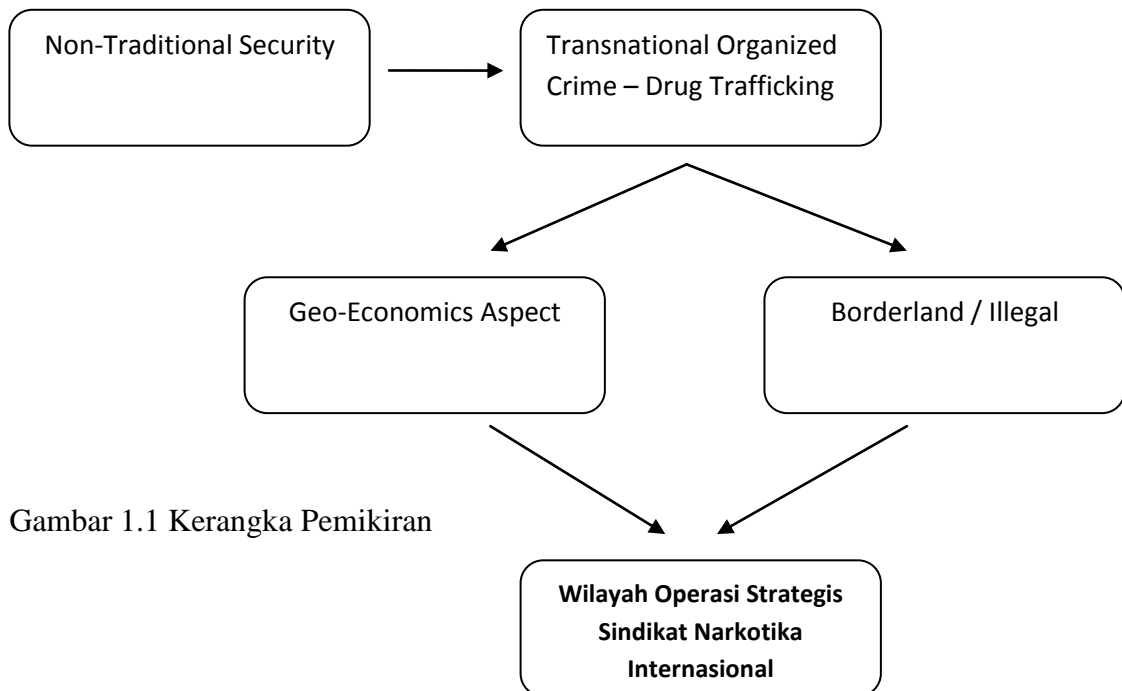 Non-Traditional Security
Transnational Organized
Crime – Drug Trafficking
Geo-Economics Aspect
Borderland / Illegal
Gambar 1.1 Kerangka Pemikiran
Wilayah Operasi Strategis
Sindikat Narkotika
Internasional